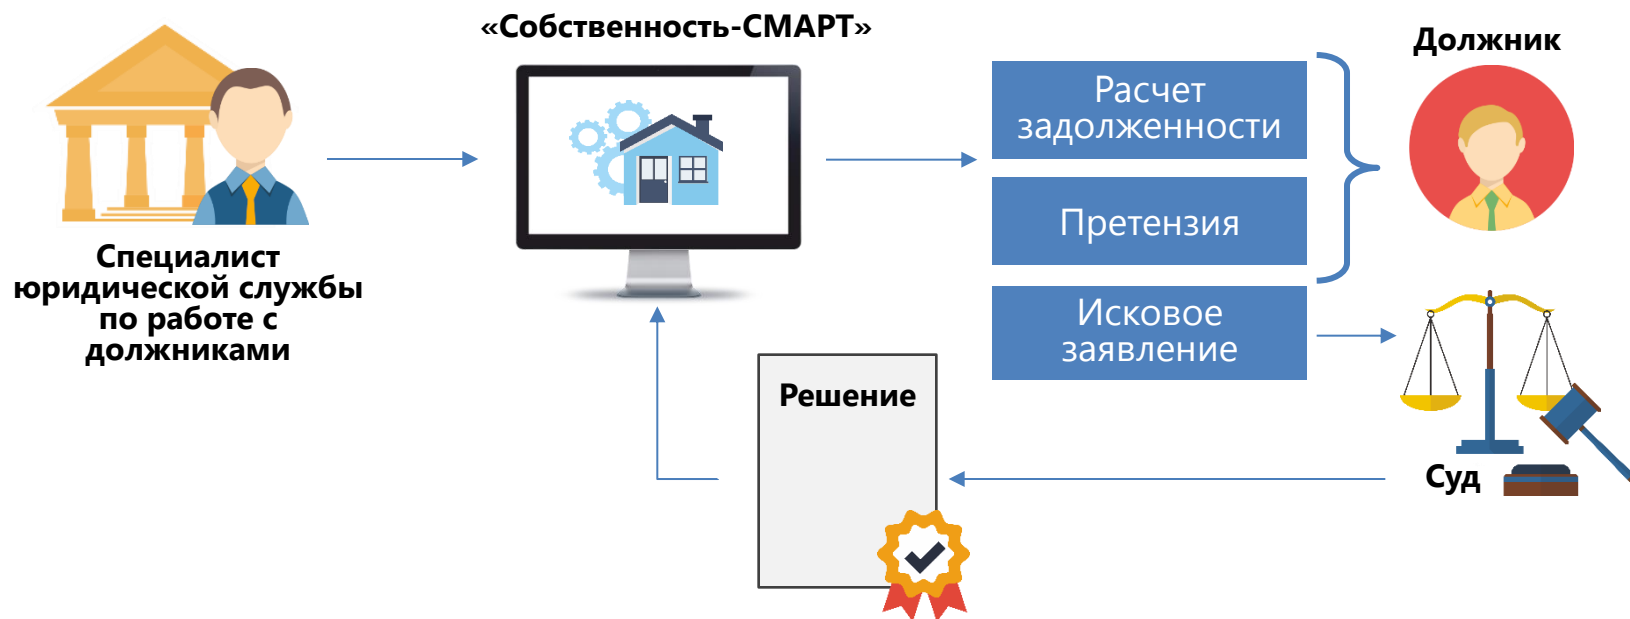 «Собственность-СМАРТ»
Должник
Расчет
задолженности
Претензия
Специалист
юридической службы
по работе с
должниками
Исковое
заявление
Решение
Суд